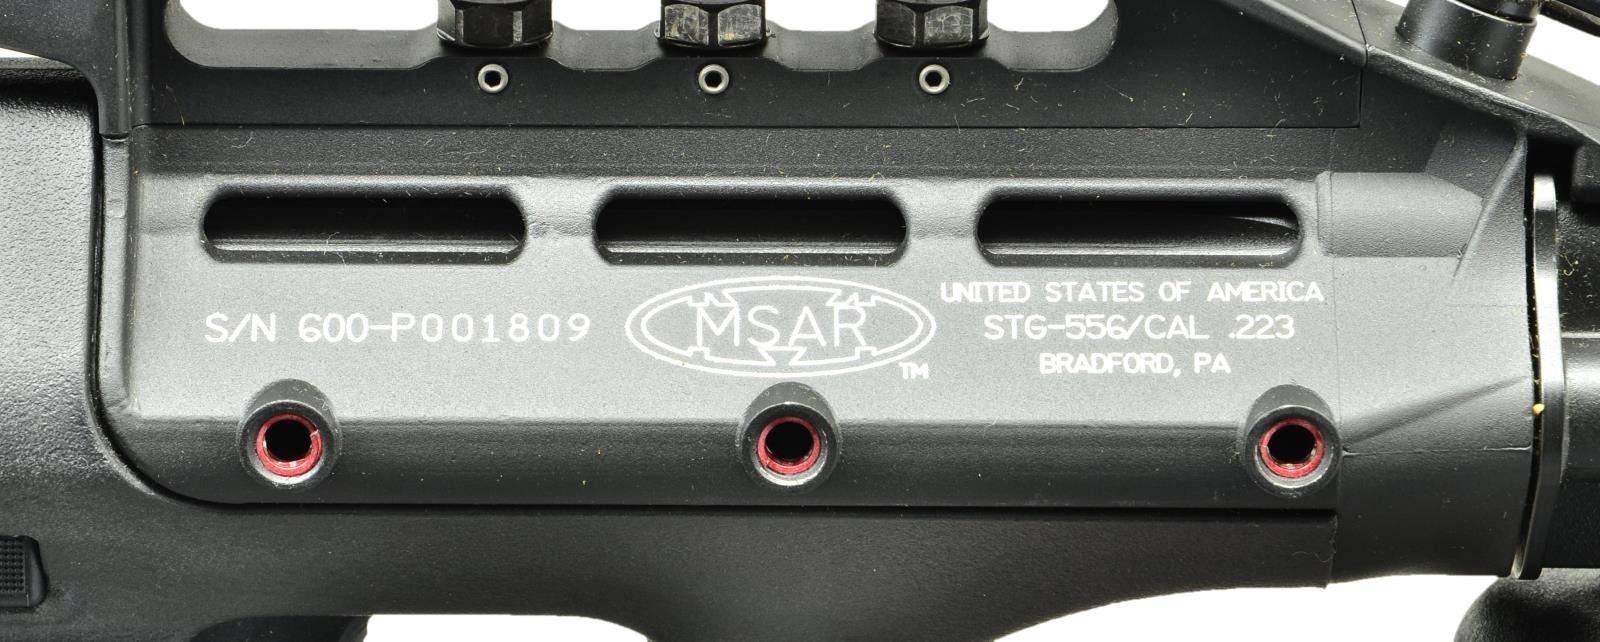 S/N 600-P001809
MSAR
TM
UNITED STATES OF AMERICA
STG-556/CAL .223
BRADFORD, PA